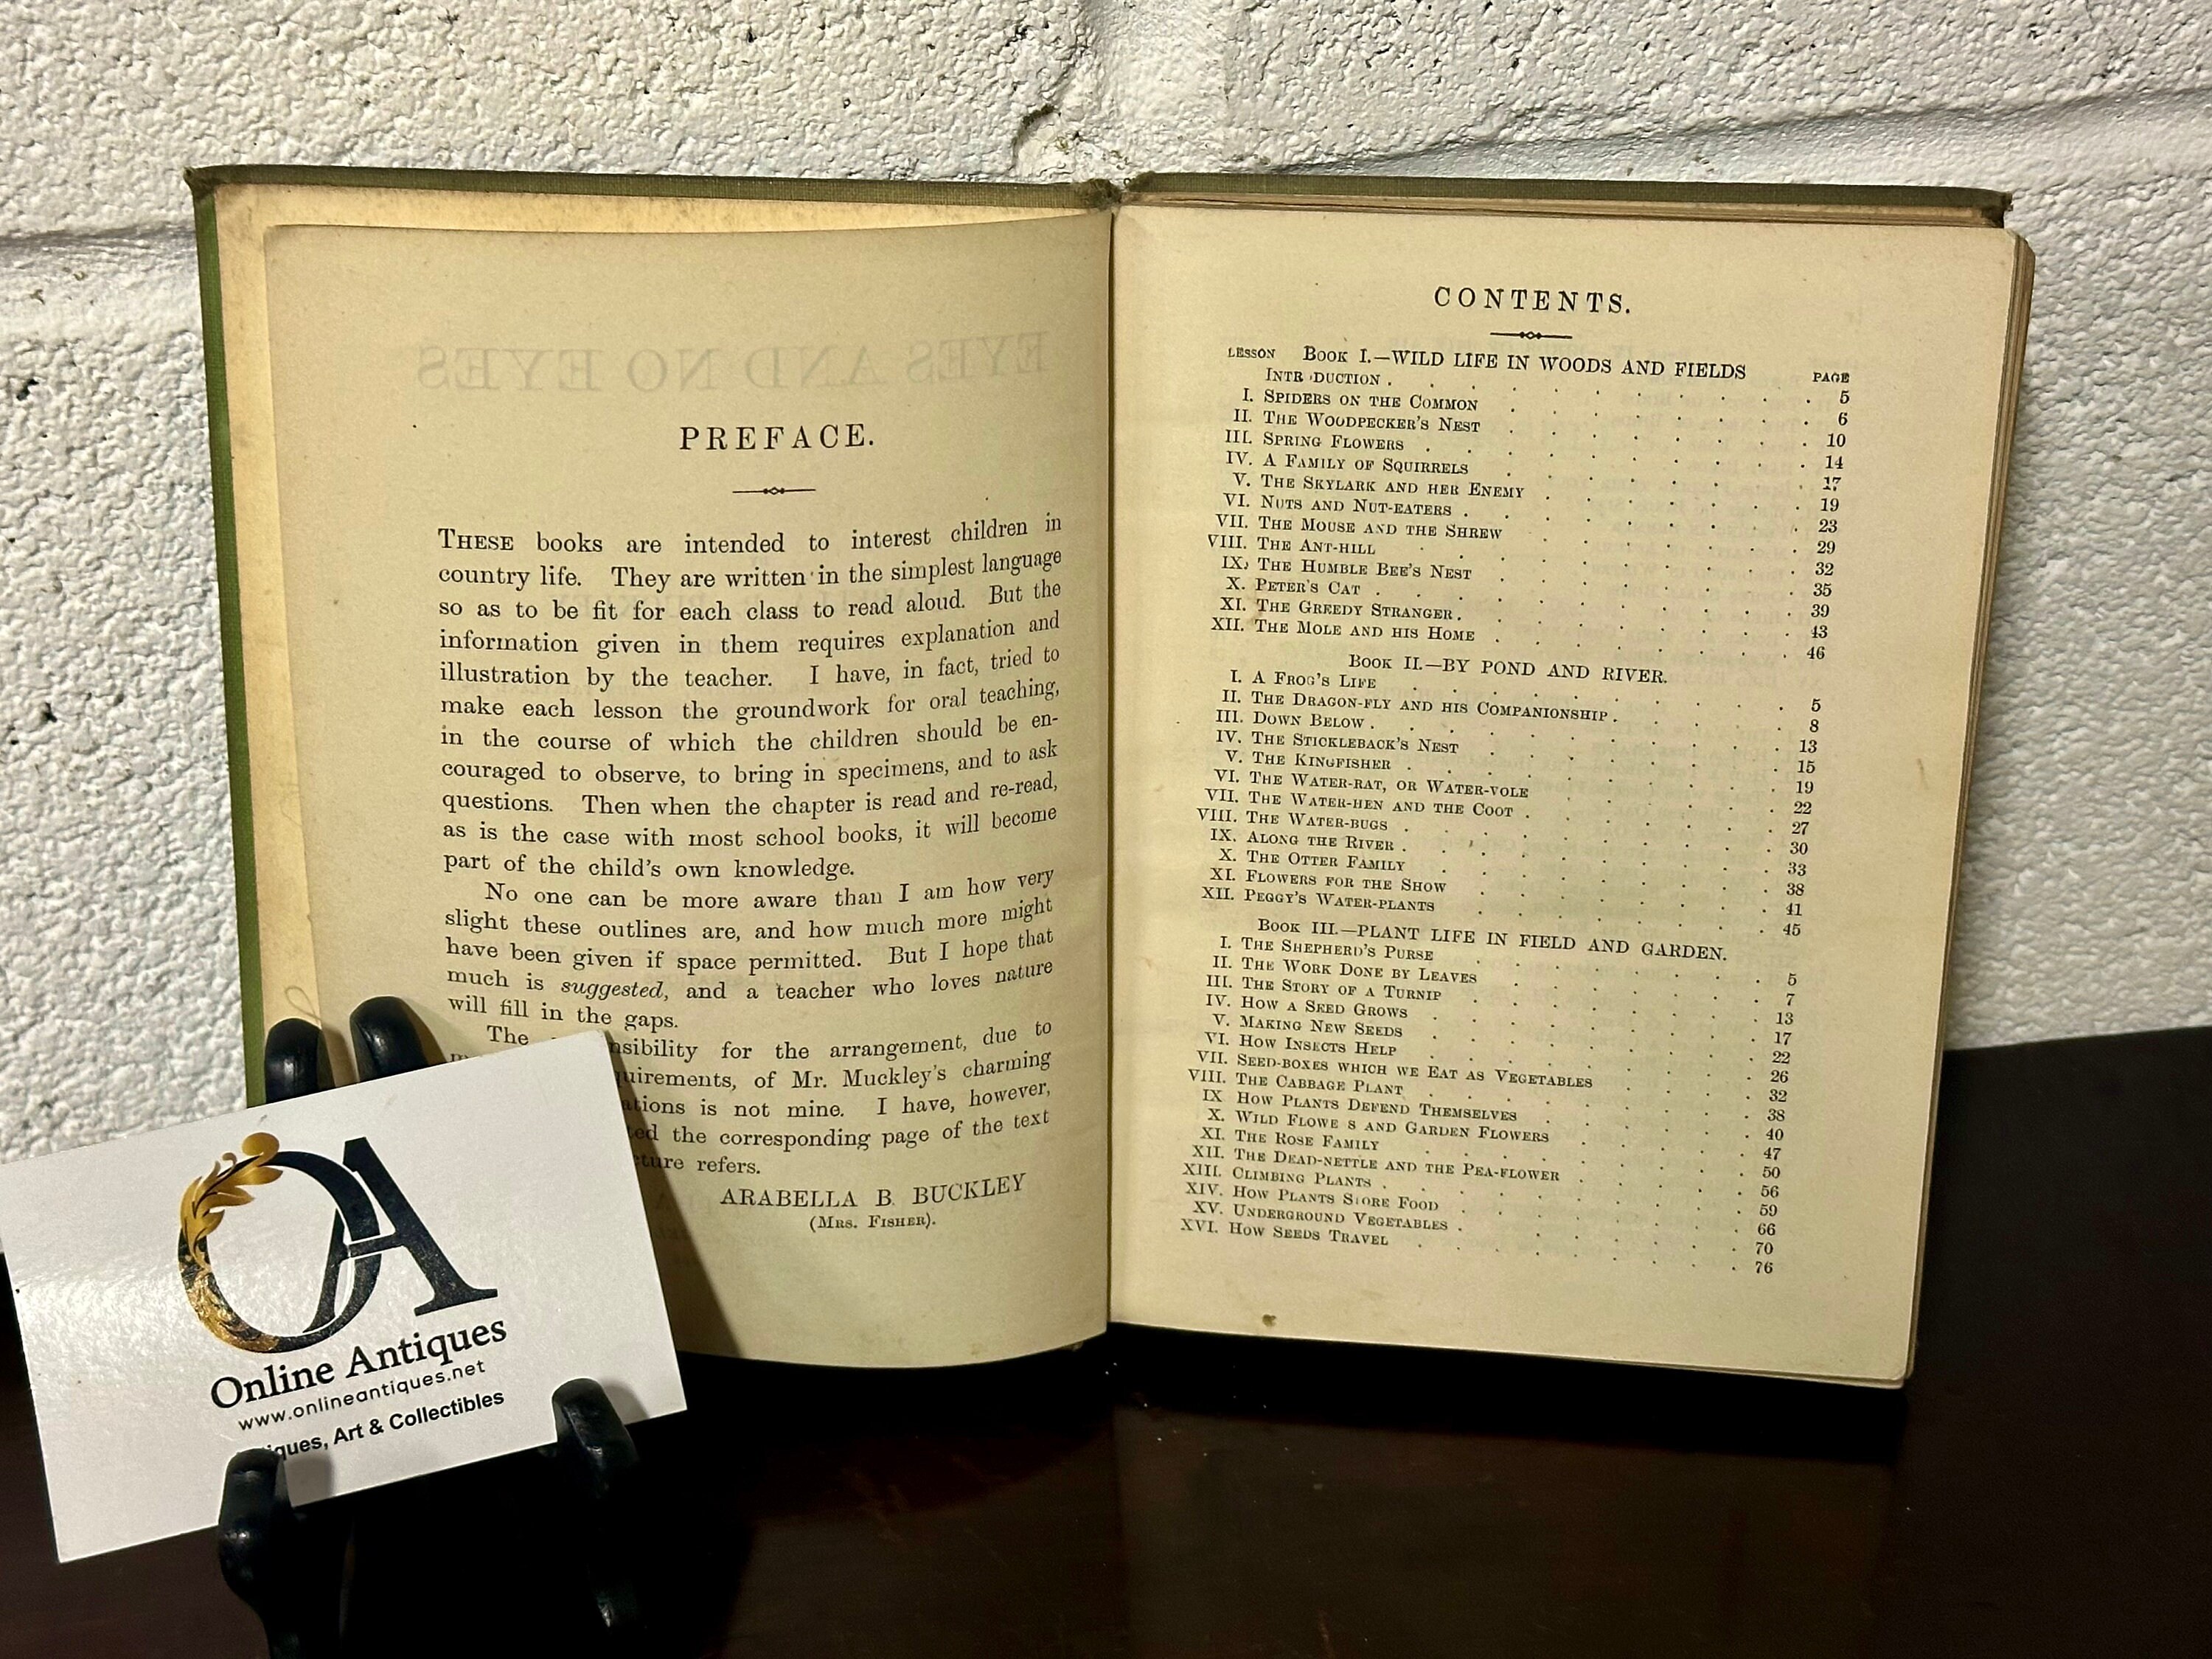 EYES AND NO EYES
PREFACE.
THESE books are intended to interest children in
country life. They are written in the simplest language
so as to be fit for each class to read aloud. But the
information given in them requires explanation and
illustration by the teacher. I have, in fact, tried to
make each lesson the groundwork for oral teaching,
in the course of which the children should be en-
couraged to observe, to bring in specimens, and to ask
questions. Then when the chapter is read and re-read,
as is the case with most school books, it will become
part of the child's own knowledge.
No one can be more aware than I am how very
slight these outlines are, and how much more might
have been given if space permitted. But I hope that
much is suggested, and a teacher who loves nature
will fill in the gaps.
The nsibility for the arrangement, due to
uirements, of Mr. Muckley's charming
ations is not mine. I have, however,
ted the corresponding page of the text
cture refers.
ARABELLA B. BUCKLEY
(MRS. FISHER).
CONTENTS.
LESSON BOOK I.—WILD LIFE IN WOODS AND FIELDS PAGE
INTR DUCTION . 5
I. SPIDERS ON THE COMMON 6
II. THE WOODPECKER'S NEST 10
III. SPRING FLOWERS 14
IV. A FAMILY OF SQUIRRELS 17
V. THE SKYLARK AND HER ENEMY 19
VI. NUTS AND NUT-EATERS . 23
VII. THE MOUSE AND THE SHREW 29
VIII. THE ANT-HILL 32
IX. THE HUMBLE BEE'S NEST 35
X. PETER'S CAT . 39
XI. THE GREEDY STRANGER . 43
XII. THE MOLE AND HIS HOME 46
BOOK II.—BY POND AND RIVER.
I. A FROG'S LIFE 5
II. THE DRAGON-FLY AND HIS COMPANIONSHIP . 8
III. DOWN BELOW . 13
IV. THE STICKLEBACK'S NEST 15
V. THE KINGFISHER 19
VI. THE WATER-RAT, OR WATER-VOLE 22
VII. THE WATER-HEN AND THE COOT 27
VIII. THE WATER-BUGS 30
IX. ALONG THE RIVER . 33
X. THE OTTER FAMILY 38
XI. FLOWERS FOR THE SHOW 41
XII. PEGGY'S WATER-PLANTS 45
BOOK III.—PLANT LIFE IN FIELD AND GARDEN.
I. THE SHEPHERD'S PURSE 5
II. THE WORK DONE BY LEAVES 7
III. THE STORY OF A TURNIP 13
IV. HOW A SEED GROWS 17
V. MAKING NEW SEEDS 22
VI. HOW INSECTS HELP 26
VII. SEED-BOXES WHICH WE EAT AS VEGETABLES 32
VIII. THE CABBAGE PLANT 38
IX HOW PLANTS DEFEND THEMSELVES 40
X. WILD FLOWE S AND GARDEN FLOWERS 47
XI. THE ROSE FAMILY 50
XII. THE DEAD-NETTLE AND THE PEA-FLOWER 56
XIII. CLIMBING PLANTS . 59
XIV. HOW PLANTS STORE FOOD 66
XV. UNDERGROUND VEGETABLES . 70
XVI. HOW SEEDS TRAVEL 76
OA
Online Antiques
www.onlineantiques.net
iques, Art & Collectibles